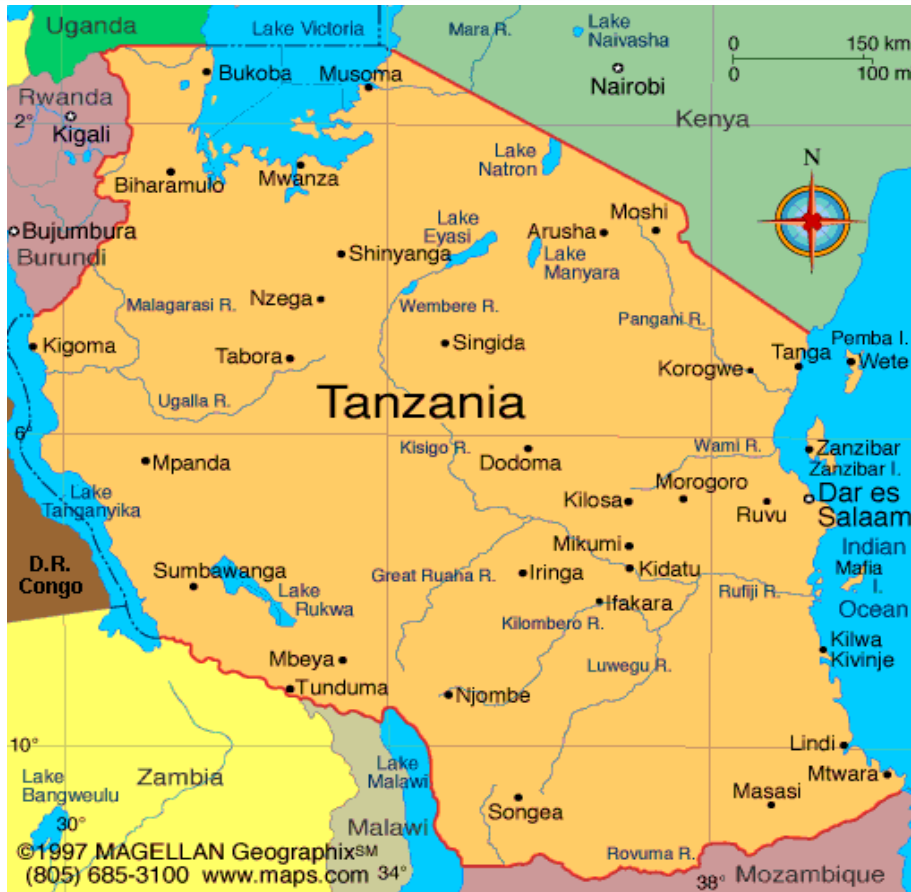 Uganda
Lake Victoria
Mara R.
Lake
Naivasha
0
150 km
0
100 m
Bukoba
Musoma
Nairobi
Rwanda
Kenya
2°
Kigali
Lake
Natron
N
Biharamulo
Mwanza
Moshi
Lake
Eyasi
Arusha
Bujumbura
Burundi
Shinyanga
Lake
Manyara
Malagarasi R.
Nzega
Wembere R.
Pangani R.
Pemba I.
Kigoma
Tabora
Singida
Korogwe
Tanga
Wete
Ugalla R.
Tanzania
6°
Kisigo R.
Wami R.
Zanzibar
Mpanda
Dodoma
Zanzibar I.
Lake
Tanganyika
Kilosa
Morogoro
Ruvu
Dar es
Salaam
Mikumi
Indian
D.R.
Congo
Sumbawanga
Great Ruaha R.
Iringa
Kidatu
Mafia
I.
Lake
Rukwa
Ifakara
Rufiji R.
Ocean
Kilombero R.
Kilwa
Kivinje
Mbeya
Luwegu R.
Tunduma
Njombe
10°
Lindi
Zambia
Lake
Malawi
Mtwara
Lake
Bangweulu
Songea
Masasi
30°
Malawi
©1997 MAGELLAN GeographixSM
Rovuma R.
(805) 685-3100 www.maps.com
34°
38°
Mozambique